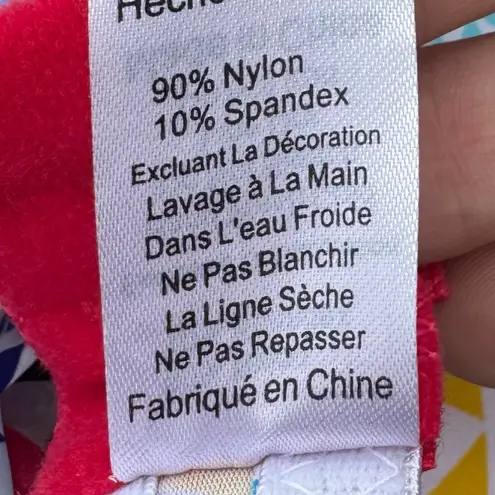 90% Nylon
10% Spandex
Excluant La Décoration
Lavage à La Main
Dans L'eau Froide
Ne Pas Blanchir
La Ligne Sèche
Ne Pas Repasser
Fabriqué en Chine